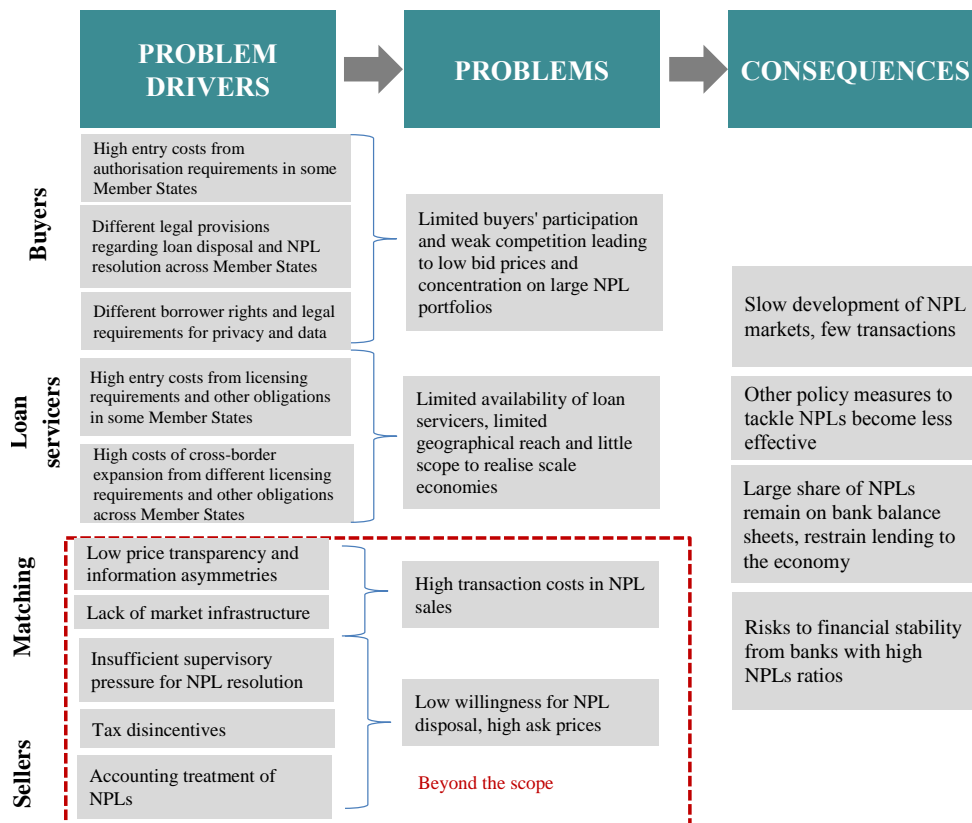 PROBLEM
DRIVERS
PROBLEMS
CONSEQUENCES
Buyers
High entry costs from
authorisation requirements in some
Member States
Different legal provisions
regarding loan disposal and NPL
resolution across Member States
Different borrower rights and legal
requirements for privacy and data
Limited buyers' participation
and weak competition leading
to low bid prices and
concentration on large NPL
portfolios
Loan
servicers
High entry costs from licensing
requirements and other obligations
in some Member States
High costs of cross-border
expansion from different licensing
requirements and other obligations
across Member States
Limited availability of loan
servicers, limited
geographical reach and little
scope to realise scale
economies
Matching
Low price transparency and
information asymmetries
Lack of market infrastructure
High transaction costs in NPL
sales
Sellers
Insufficient supervisory
pressure for NPL resolution
Tax disincentives
Accounting treatment of
NPLs
Low willingness for NPL
disposal, high ask prices
Beyond the scope
Slow development of NPL
markets, few transactions
Other policy measures to
tackle NPLs become less
effective
Large share of NPLs
remain on bank balance
sheets, restrain lending to
the economy
Risks to financial stability
from banks with high
NPLs ratios